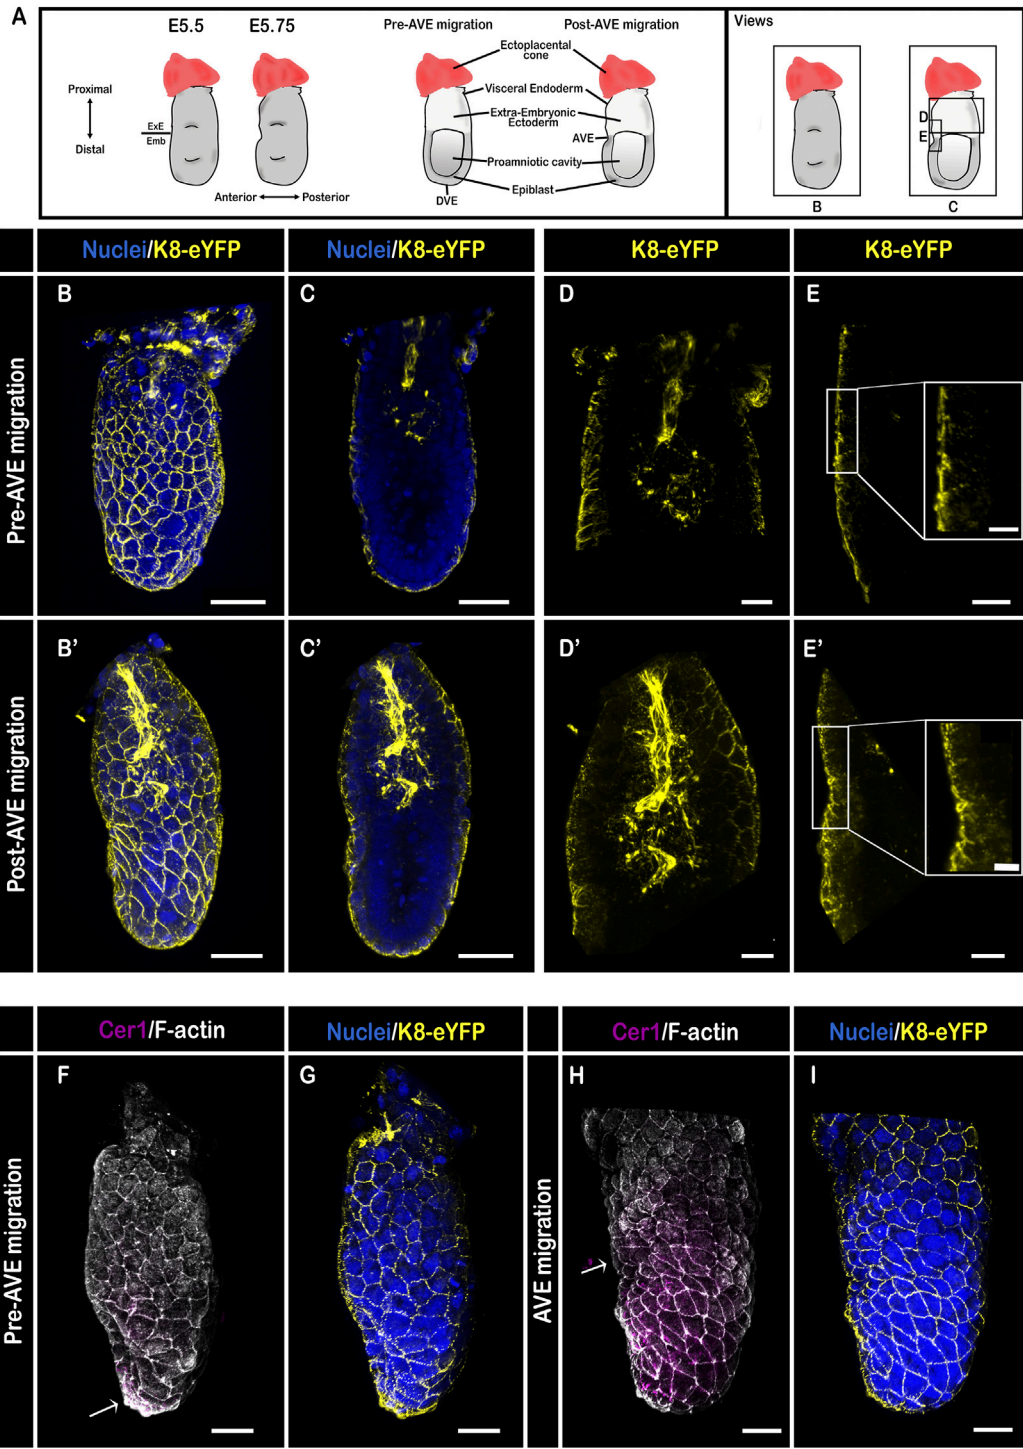 A
E5.5
E5.75
Pre-AVE migration
Post-AVE migration
Views
Ectoplacental
cone
Proximal
Visceral Endoderm
Extra-Embryonic
Ectoderm
ExE
Emb
AVE
D
E
Distal
Proamniotic cavity
Epiblast
Anterior
Posterior
DVE
B
C
Nuclei/K8-eYFP
Nuclei/K8-eYFP
K8-eYFP
K8-eYFP
Pre-AVE migration
B
C
D
E
Post-AVE migration
B'
C'
D'
E'
Cer1/F-actin
Nuclei/K8-eYFP
Cer1/F-actin
Nuclei/K8-eYFP
Pre-AVE migration
F
G
AVE migration
H
I